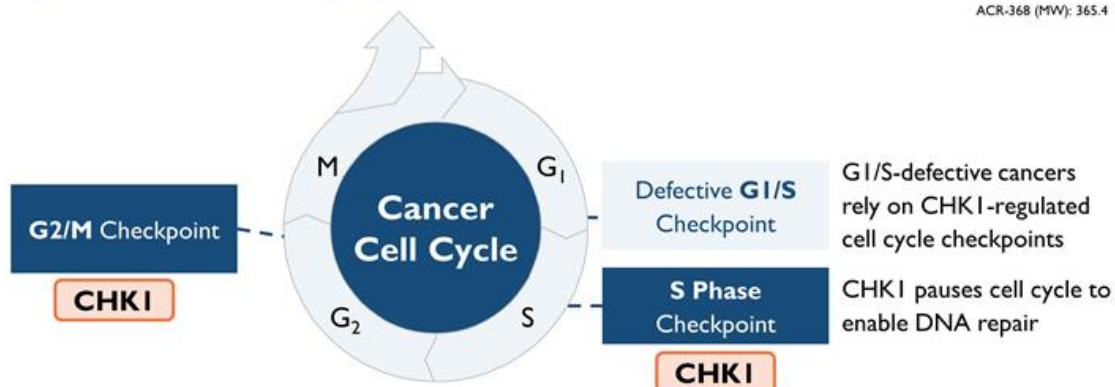 ACR-368 (MW): 365.4
M
G₁
G2/M Checkpoint
CHK1
Cancer
Cell Cycle
Defective G1/S
Checkpoint
G1/S-defective cancers
rely on CHK1-regulated
cell cycle checkpoints
G₂
S
S Phase
Checkpoint
CHK1
CHK1 pauses cell cycle to
enable DNA repair